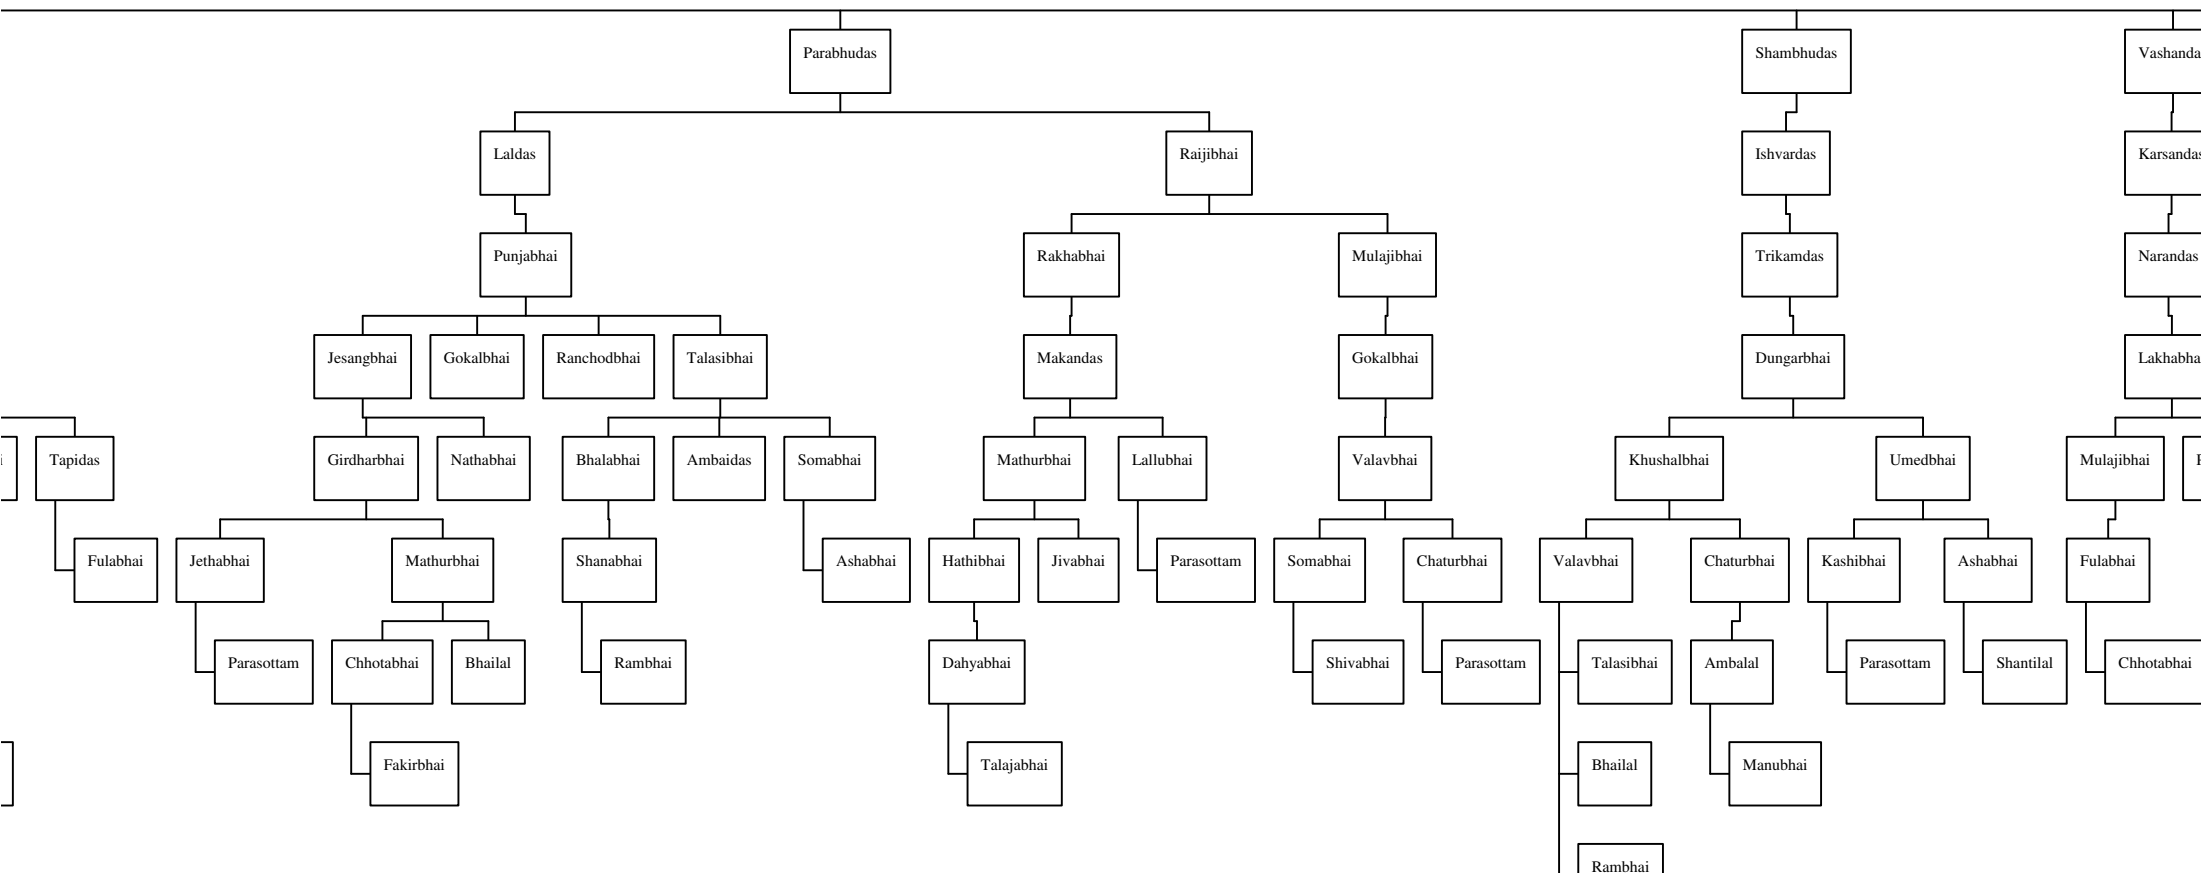 Parabhudas
Shambhudas
Vashanda
Laldas
Raijibhai
Ishvardas
Karsandas
Punjabhai
Rakhabhai
Mulajibhai
Trikamdas
Narandas
Jesangbhai
Gokalbhai
Ranchodbhai
Talasibhai
Makandas
Gokalbhai
Dungarbhai
Lakhabha
Tapidas
Girdharbhai
Nathabhai
Bhalabhai
Ambaidas
Somabhai
Mathurbhai
Lallubhai
Valavbhai
Khushalbhai
Umedbhai
Mulajibhai
Fulabhai
Jethabhai
Mathurbhai
Shanabhai
Ashabhai
Hathibhai
Jivabhai
Parasottam
Somabhai
Chaturbhai
Valavbhai
Chaturbhai
Kashibhai
Ashabhai
Fulabhai
Parasottam
Chhotabhai
Bhailal
Rambhai
Dahyabhai
Shivabhai
Parasottam
Talasibhai
Ambalal
Parasottam
Shantilal
Chhotabhai
Fakirbhai
Talajabhai
Bhailal
Manubhai
Rambhai